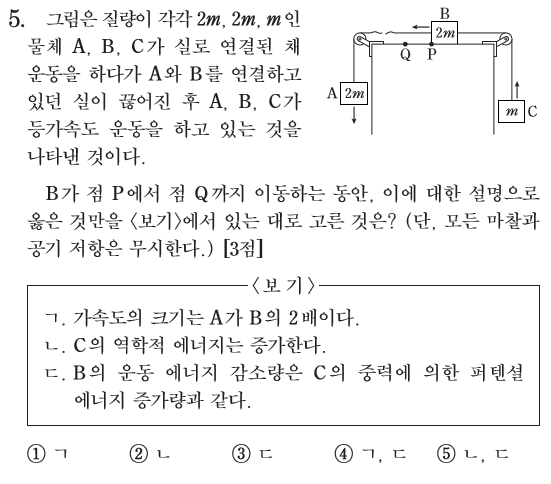 5. 그림은 질량이 각각 2m, 2m, m인
물체 A, B, C가 실로 연결된 채
운동을 하다가 A와 B를 연결하고
있던 실이 끊어진 후 A, B, C가
등가속도 운동을 하고 있는 것을
나타낸 것이다.
B
2m
Q P
A 2m
m C
B가 점 P에서 점 Q까지 이동하는 동안, 이에 대한 설명으로
옳은 것만을 <보기>에서 있는 대로 고른 것은? (단, 모든 마찰과
공기 저항은 무시한다.) [3점]
<보 기>
ㄱ. 가속도의 크기는 A가 B의 2배이다.
ㄴ. C의 역학적 에너지는 증가한다.
ㄷ. B의 운동 에너지 감소량은 C의 중력에 의한 퍼텐셜
에너지 증가량과 같다.
① ㄱ ② ㄴ ③ ㄷ ④ ㄱ, ㄷ ⑤ ㄴ, ㄷ